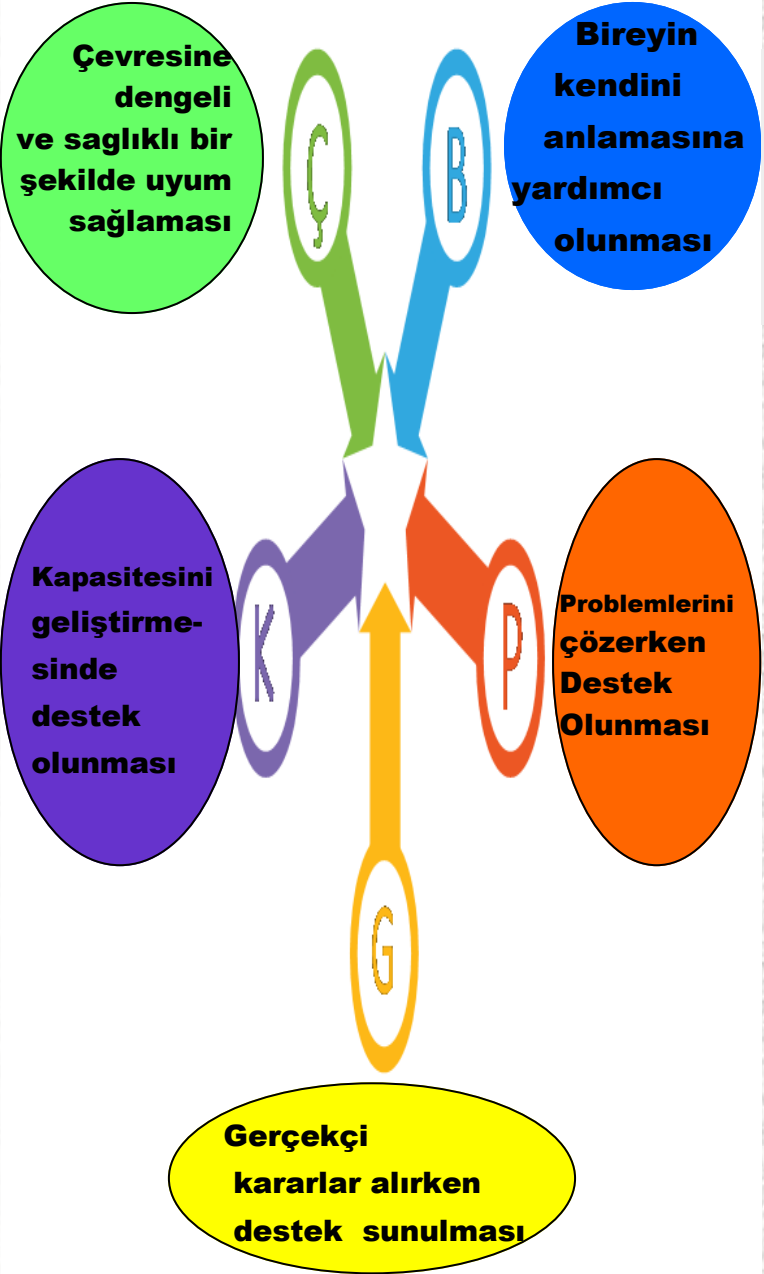 Çevresine
dengeli
ve saglıklı bir
şekilde uyum
sağlaması
Ç
B
Bireyin
kendini
anlamasına
yardımcı
olunması
Kapasitesini
geliştirme-
sinde
destek
olunması
K
P
Problemlerini
çözerken
Destek
Olunması
G
Gerçekçi
kararlar alırken
destek sunulması